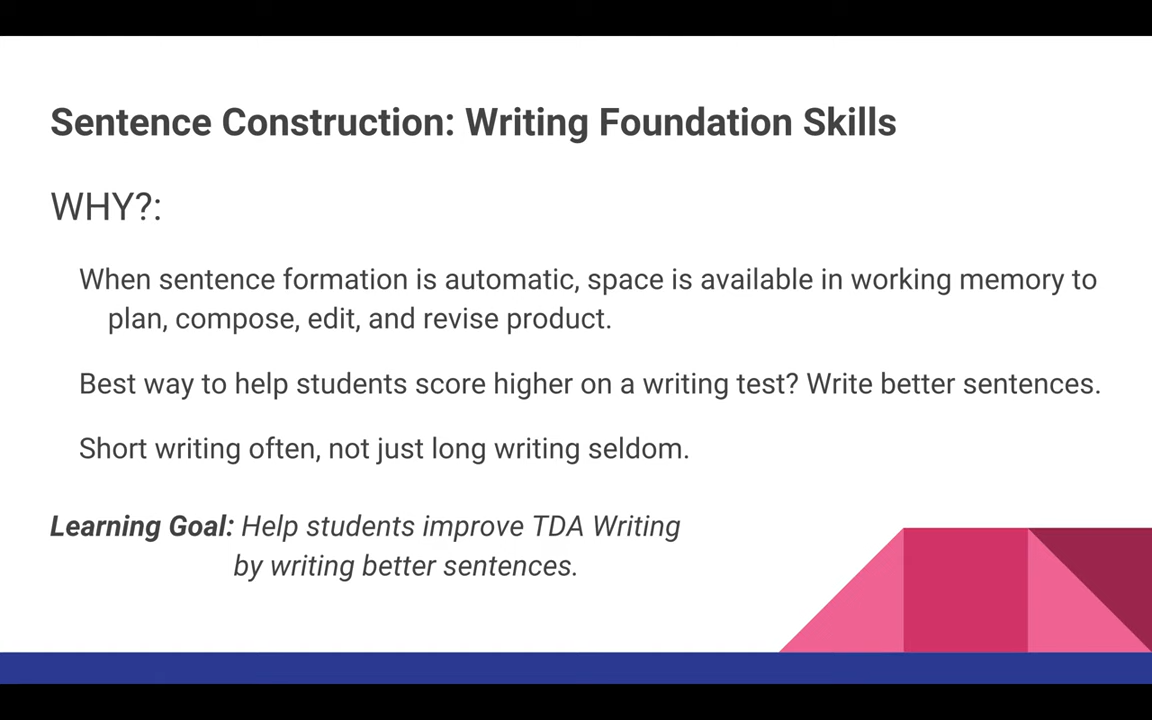 Sentence Construction: Writing Foundation Skills
WHY?:
When sentence formation is automatic, space is available in working memory to
plan, compose, edit, and revise product.
Best way to help students score higher on a writing test? Write better sentences.
Short writing often, not just long writing seldom.
Learning Goal: Help students improve TDA Writing
by writing better sentences.